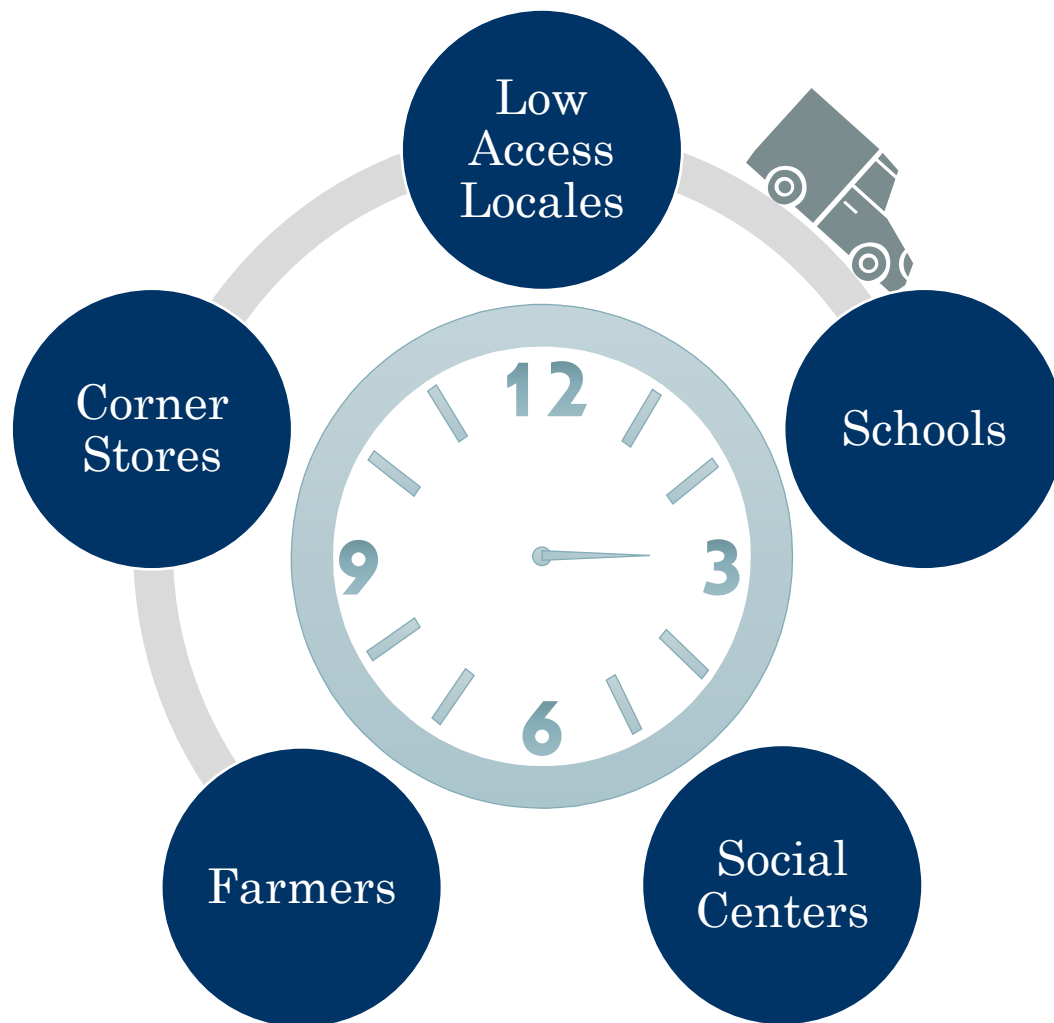 Low
Access
Locales
Corner
Stores
Schools
12
9
3
6
Farmers
Social
Centers